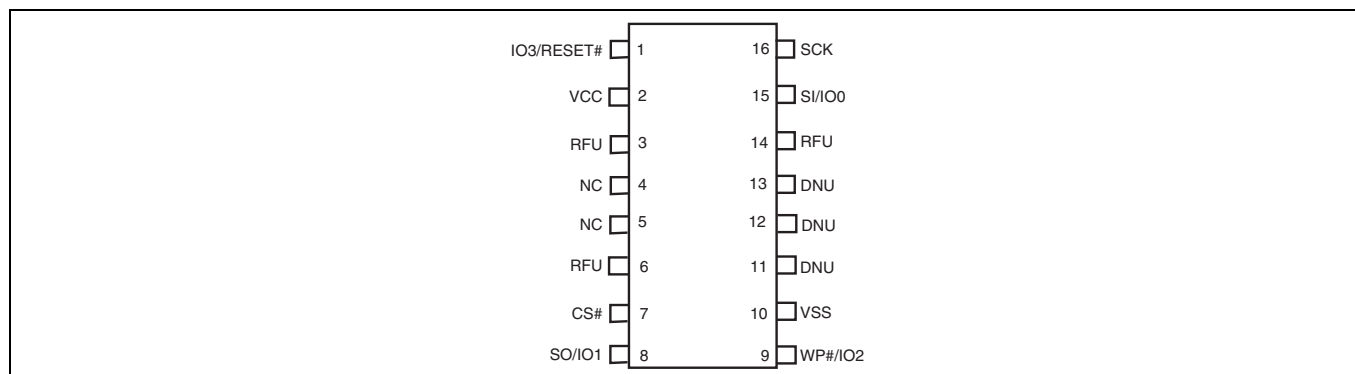 IO3/RESET# 1 16 SCK
VCC 2 15 SI/IO0
RFU 3 14 RFU
NC 4 13 DNU
NC 5 12 DNU
RFU 6 11 DNU
CS# 7 10 VSS
SO/IO1 8 9 WP#/IO2